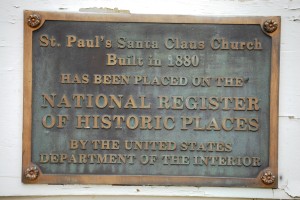 St. Paul's Santa Claus Church
Built in 1880
HAS BEEN PLACED ON THE
NATIONAL REGISTER
OF HISTORIC PLACES
BY THE UNITED STATES
DEPARTMENT OF THE INTERIOR